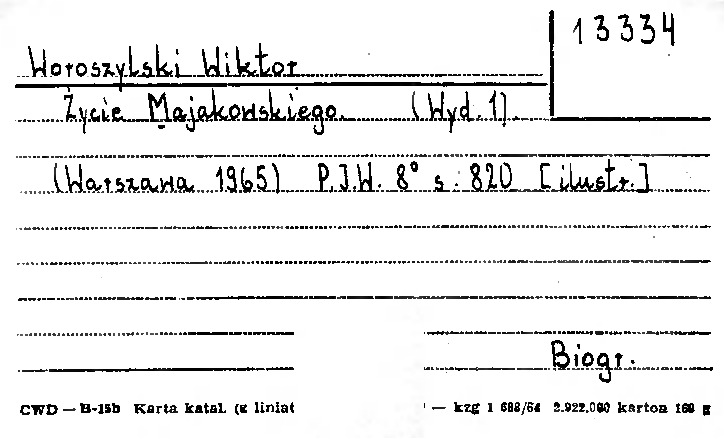 13334
Woroszylski Wiktor
Życie Majakowskiego. (Wyd. 1).
(Warszawa 1965) P.I.W. 8° s. 820 [ilustr.]
Biogr.
CWD — B-15b Karta katal. (z liniat — kzg 1 688/64 2.922.000 karton 160 g